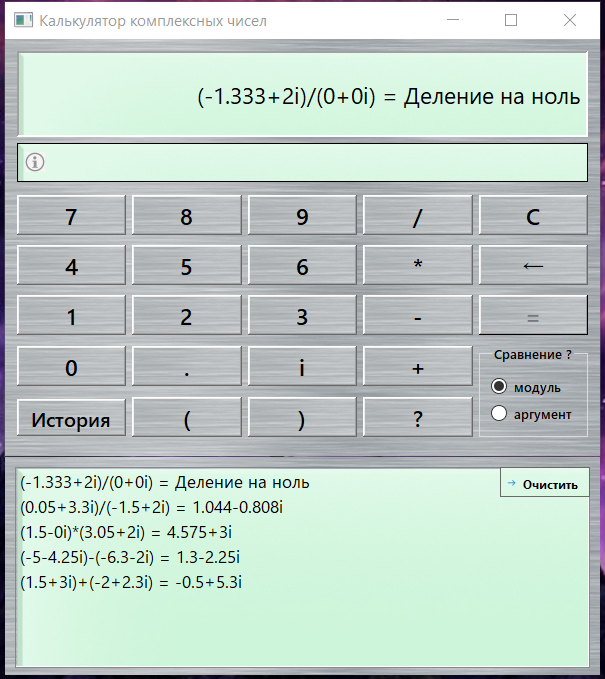 Калькулятор комплексных чисел
(-1.333+2i)/(0+0i) = Деление на ноль
7 8 9 / C
4 5 6 * ←
1 2 3 - =
0 . i +
Сравнение ?
модуль
аргумент
История ( ) ?
(-1.333+2i)/(0+0i) = Деление на ноль
→ Очистить
(0.05+3.3i)/(-1.5+2i) = 1.044-0.808i
(1.5-0i)*(3.05+2i) = 4.575+3i
(-5-4.25i)-(-6.3-2i) = 1.3-2.25i
(1.5+3i)+(-2+2.3i) = -0.5+5.3i